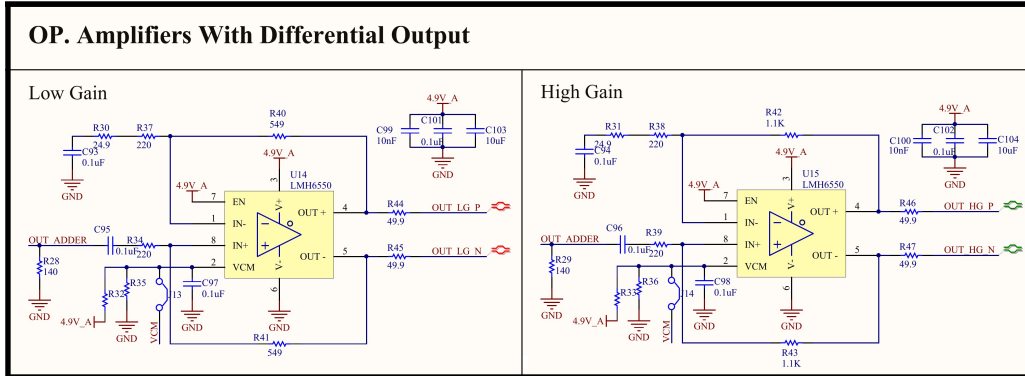 OP. Amplifiers With Differential Output
Low Gain
R30
24.9
R37
220
C93
0.1uF
GND
R40
549
4.9V_A
C99
10nF
C101
0.1uF
C103
10uF
GND
4.9V_A
4.9V_A
U14
LMH6550
3
V+
7
EN
1
IN-
8
IN+
2
VCM
OUT +
4
OUT -
5
V-
6
GND
R44
49.9
OUT_LG_P
R45
49.9
OUT_LG_N
OUT_ADDER
C95
0.1uF
R34
220
R28
140
GND
R32
4.9V_A
R35
GND
J13
VCM
C97
0.1uF
GND
R41
549
High Gain
R31
24.9
R38
220
C94
0.1uF
GND
R42
1.1K
4.9V_A
C100
10nF
C102
0.1uF
C104
10uF
GND
4.9V_A
4.9V_A
U15
LMH6550
3
V+
7
EN
1
IN-
8
IN+
2
VCM
OUT +
4
OUT -
5
V-
6
GND
R46
49.9
OUT_HG_P
R47
49.9
OUT_HG_N
OUT_ADDER
C96
0.1uF
R39
220
R29
140
GND
R33
4.9V_A
R36
GND
J14
VCM
C98
0.1uF
GND
R43
1.1K